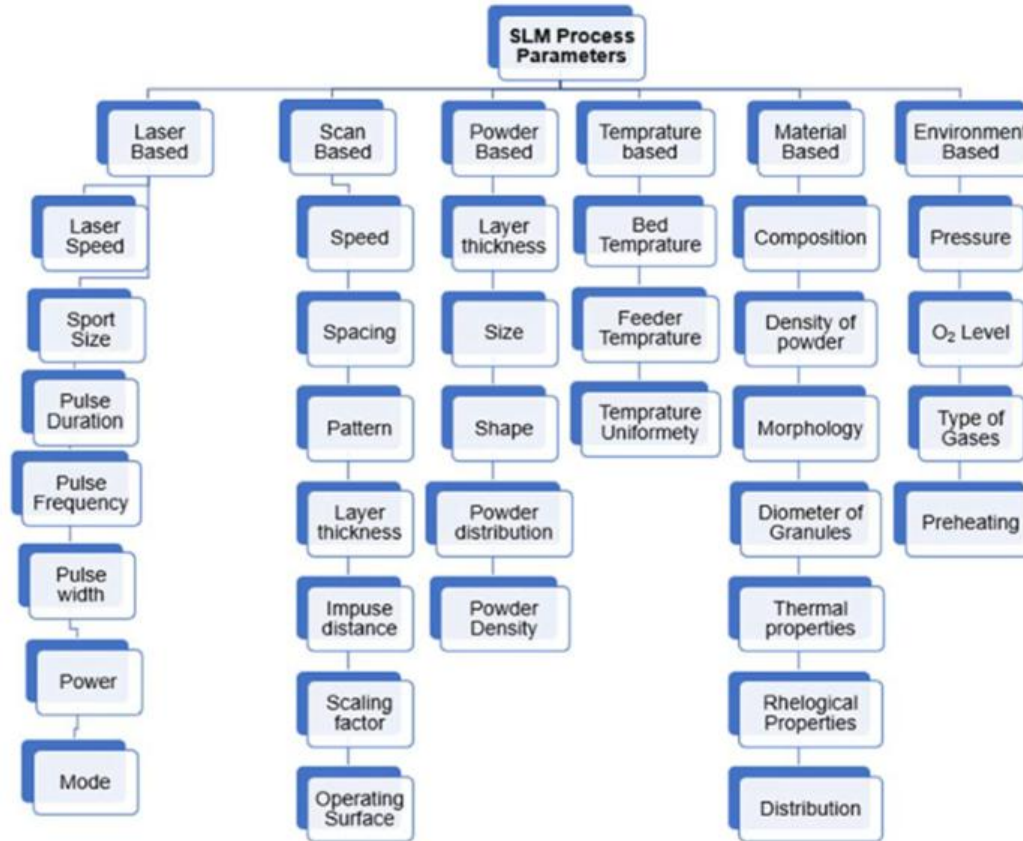 SLM Process
Parameters
Laser
Based
Scan
Based
Powder
Based
Temprature
based
Material
Based
Environment
Based
Laser
Speed
Sport
Size
Pulse
Duration
Pulse
Frequency
Pulse
width
Power
Mode
Speed
Spacing
Pattern
Layer
thickness
Impuse
distance
Scaling
factor
Operating
Surface
Layer
thickness
Size
Shape
Powder
distribution
Powder
Density
Bed
Temprature
Feeder
Temprature
Temprature
Uniformety
Composition
Density of
powder
Morphology
Diometer of
Granules
Thermal
properties
Rhelogical
Properties
Distribution
Pressure
O₂ Level
Type of
Gases
Preheating